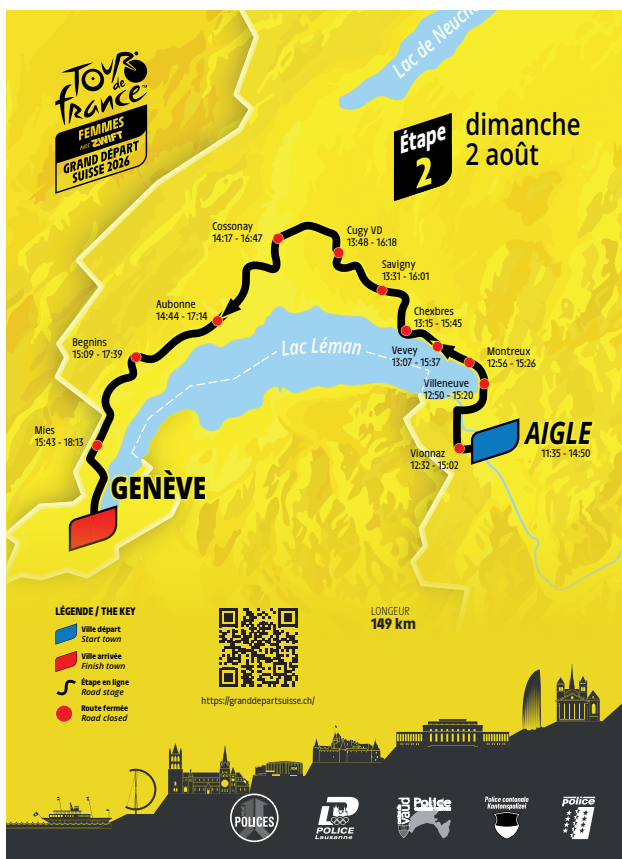 TOUR
de
france
FEMMES
AVEC ZWIFT
GRAND DÉPART
SUISSE 2026
Lac de Neuch
Étape
2
dimanche
2 août
Cossonay
14:17 - 16:47
Cugy VD
13:48 - 16:18
Savigny
13:31 - 16:01
Aubonne
14:44 - 17:14
Chexbres
13:15 - 15:45
Begnins
15:09 - 17:39
Lac Léman
Vevey
13:07 - 15:37
Montreux
12:56 - 15:26
Villeneuve
12:50 - 15:20
Mies
15:43 - 18:13
AIGLE
11:35 - 14:50
Vionnaz
12:32 - 15:02
GENÈVE
LÉGENDE / THE KEY
Ville départ
Start town
Ville arrivée
Finish town
Étape en ligne
Road stage
Route fermée
Road closed
LONGEUR
149 km
https://granddepartsuisse.ch/
POLICES
POLICE
Lausanne
vaud
Police
Police cantonale
Kantonspolizei
police